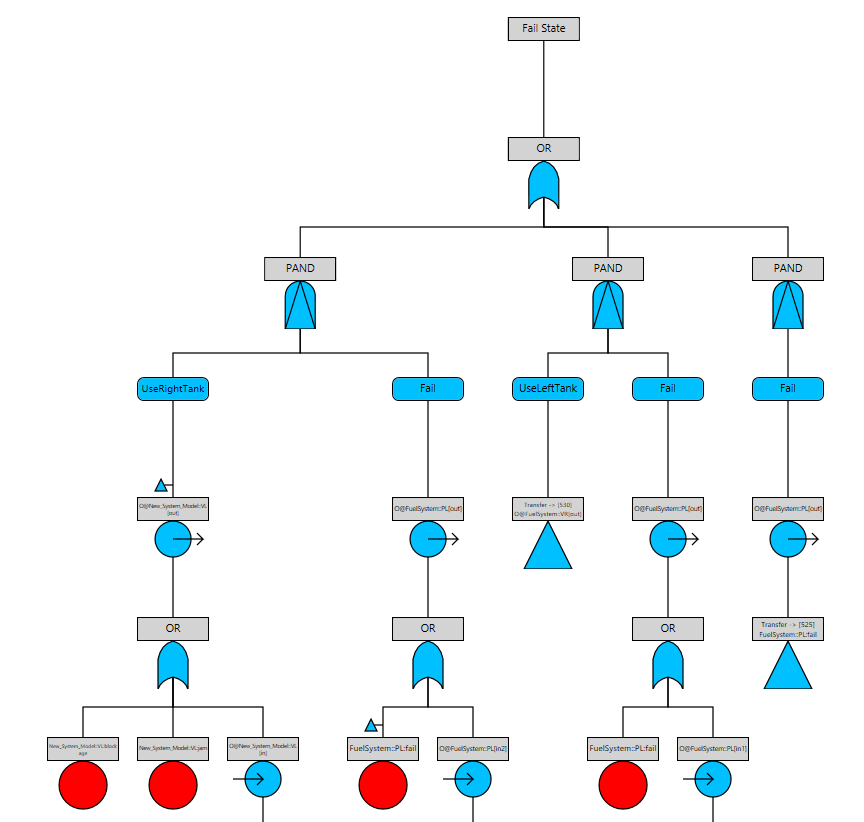 Fail State
OR
PAND
PAND
PAND
UseRightTank
Fail
UseLeftTank
Fail
Fail
O@New_System_Model::VL
[out]
O@FuelSystem::PL[out]
Transfer -> [530]
O@FuelSystem::VR[out]
O@FuelSystem::PL[out]
O@FuelSystem::PL[out]
OR
OR
OR
Transfer -> [525]
FuelSystem::PL:fail
New_System_Model::VL:block
age
New_System_Model::VL:jam
O@New_System_Model::VL
[in]
FuelSystem::PL:fail
O@FuelSystem::PL[in2]
FuelSystem::PL:fail
O@FuelSystem::PL[in1]